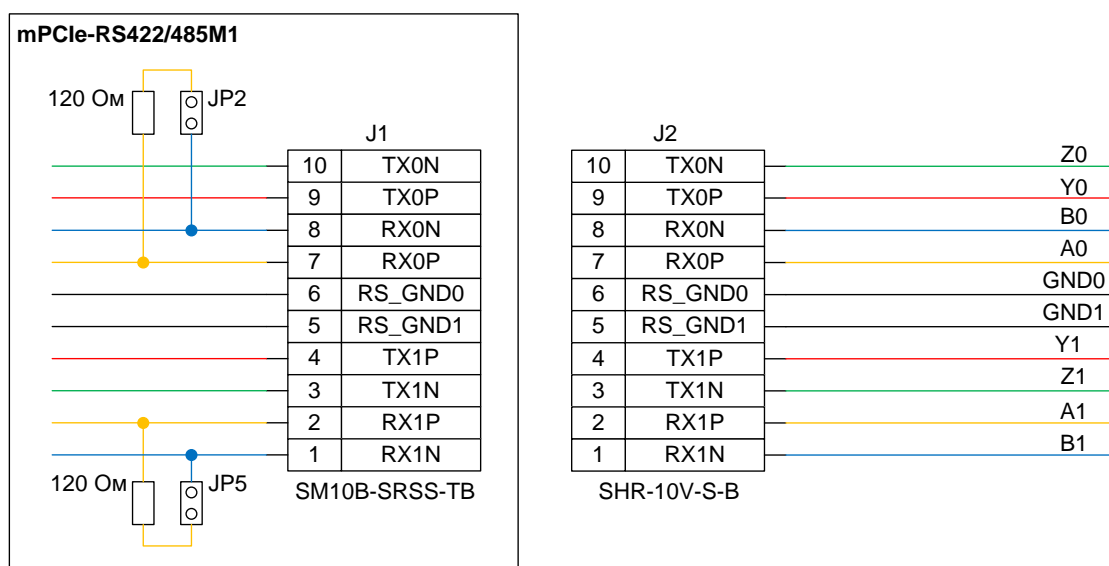 mPCIe-RS422/485M1
120 Ом JP2
J1
10 TX0N
9 TX0P
8 RX0N
7 RX0P
6 RS_GND0
5 RS_GND1
4 TX1P
3 TX1N
2 RX1P
1 RX1N
SM10B-SRSS-TB
120 Ом JP5
J2
10 TX0N Z0
9 TX0P Y0
8 RX0N B0
7 RX0P A0
6 RS_GND0 GND0
5 RS_GND1 GND1
4 TX1P Y1
3 TX1N Z1
2 RX1P A1
1 RX1N B1
SHR-10V-S-B